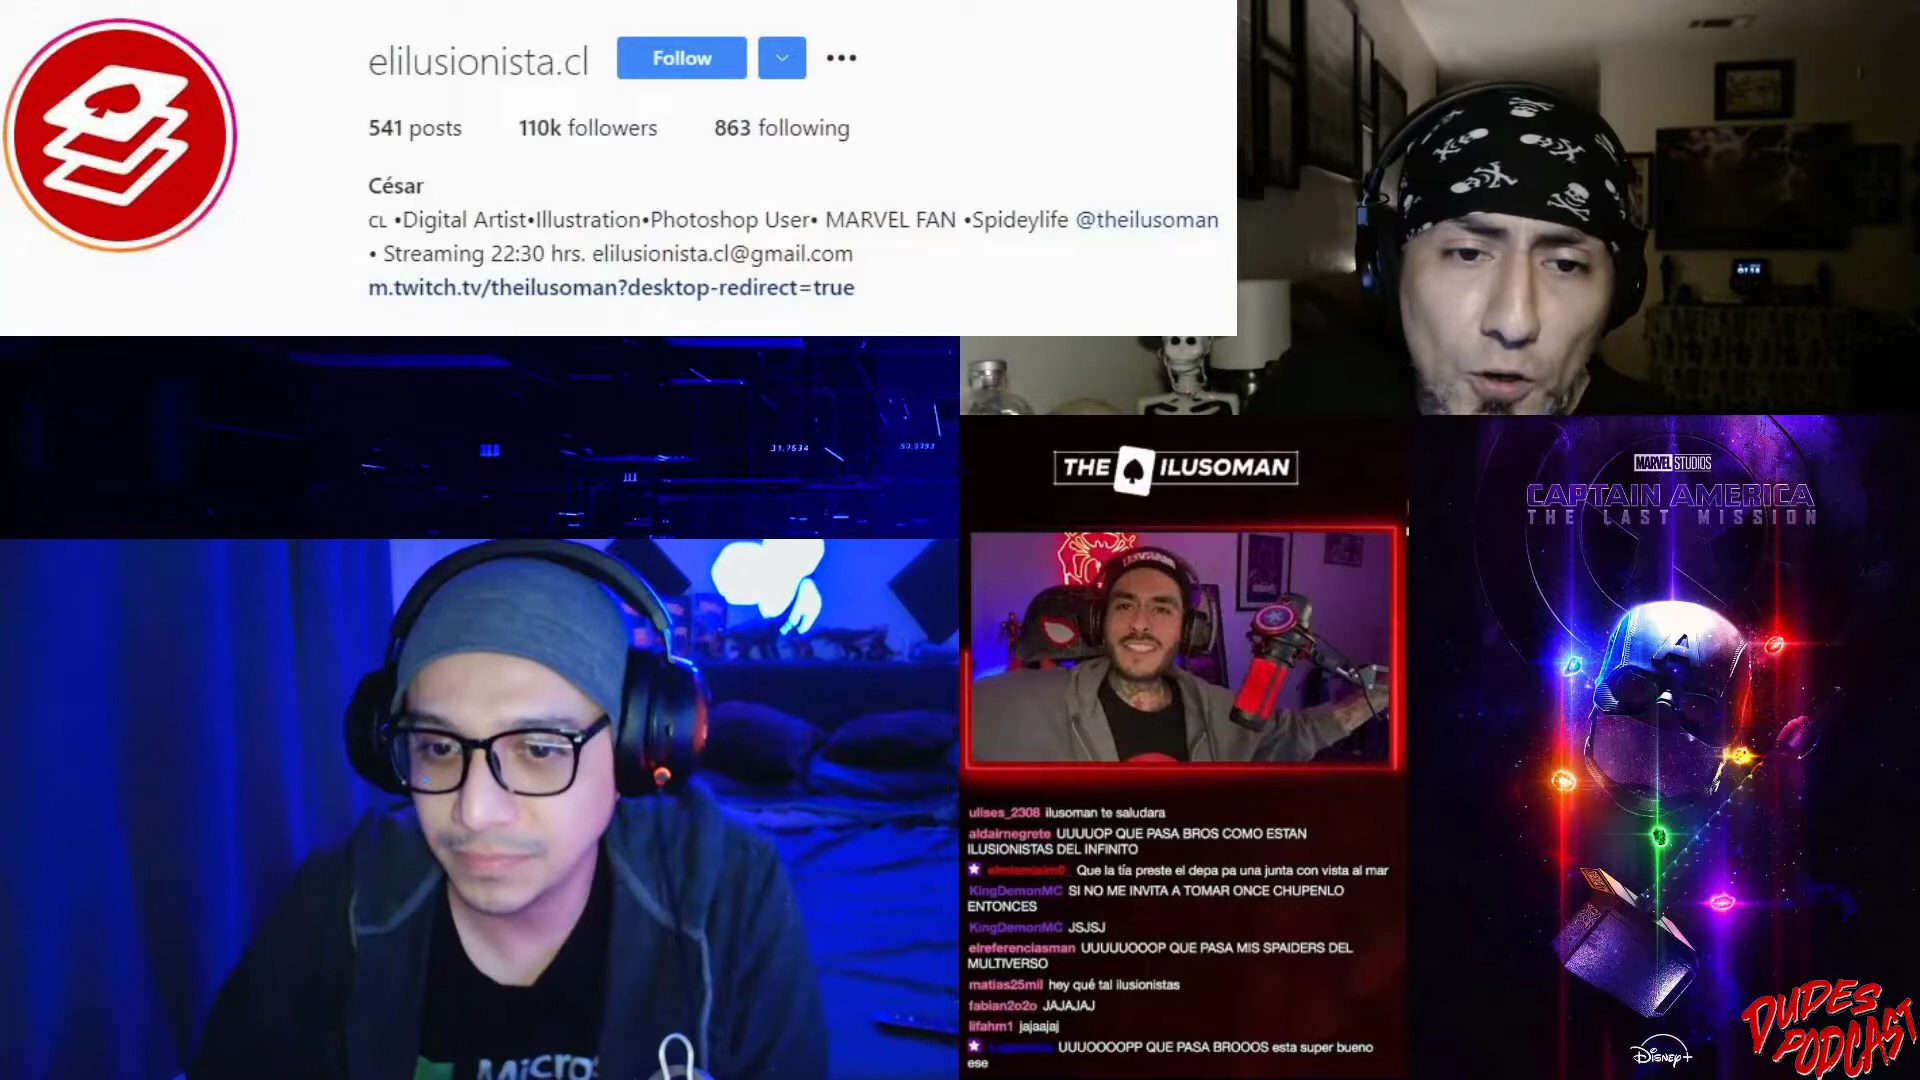 elilusionista.cl
Follow
541 posts
110k followers
863 following
César
CL •Digital Artist•Illustration•Photoshop User• MARVEL FAN •Spideylife @theilusoman
• Streaming 22:30 hrs. elilusionista.cl@gmail.com
m.twitch.tv/theilusoman?desktop-redirect=true
31.7634
THE ILUSOMAN
MARVEL STUDIOS
CAPTAIN AMERICA
THE LAST MISSION
ulises_2308 ilusoman te saludara
aldairnegrete UUUUOP QUE PASA BROS COMO ESTAN
ILUSIONISTAS DEL INFINITO
Que la tía preste el depa pa una junta con vista al mar
KingDemonMC SI NO ME INVITA A TOMAR ONCE CHUPENLO
ENTONCES
KingDemonMC JSJSJ
elreferenciasman UUUUUOOOP QUE PASA MIS SPAIDERS DEL
MULTIVERSO
matias25mil hey qué tal ilusionistas
fabian2o2o JAJAJAJ
lifahm1 jajaajaj
UUUOOOOPP QUE PASA BROOOS esta super bueno
ese
Micros
Disney+
DUDES
PODCAST